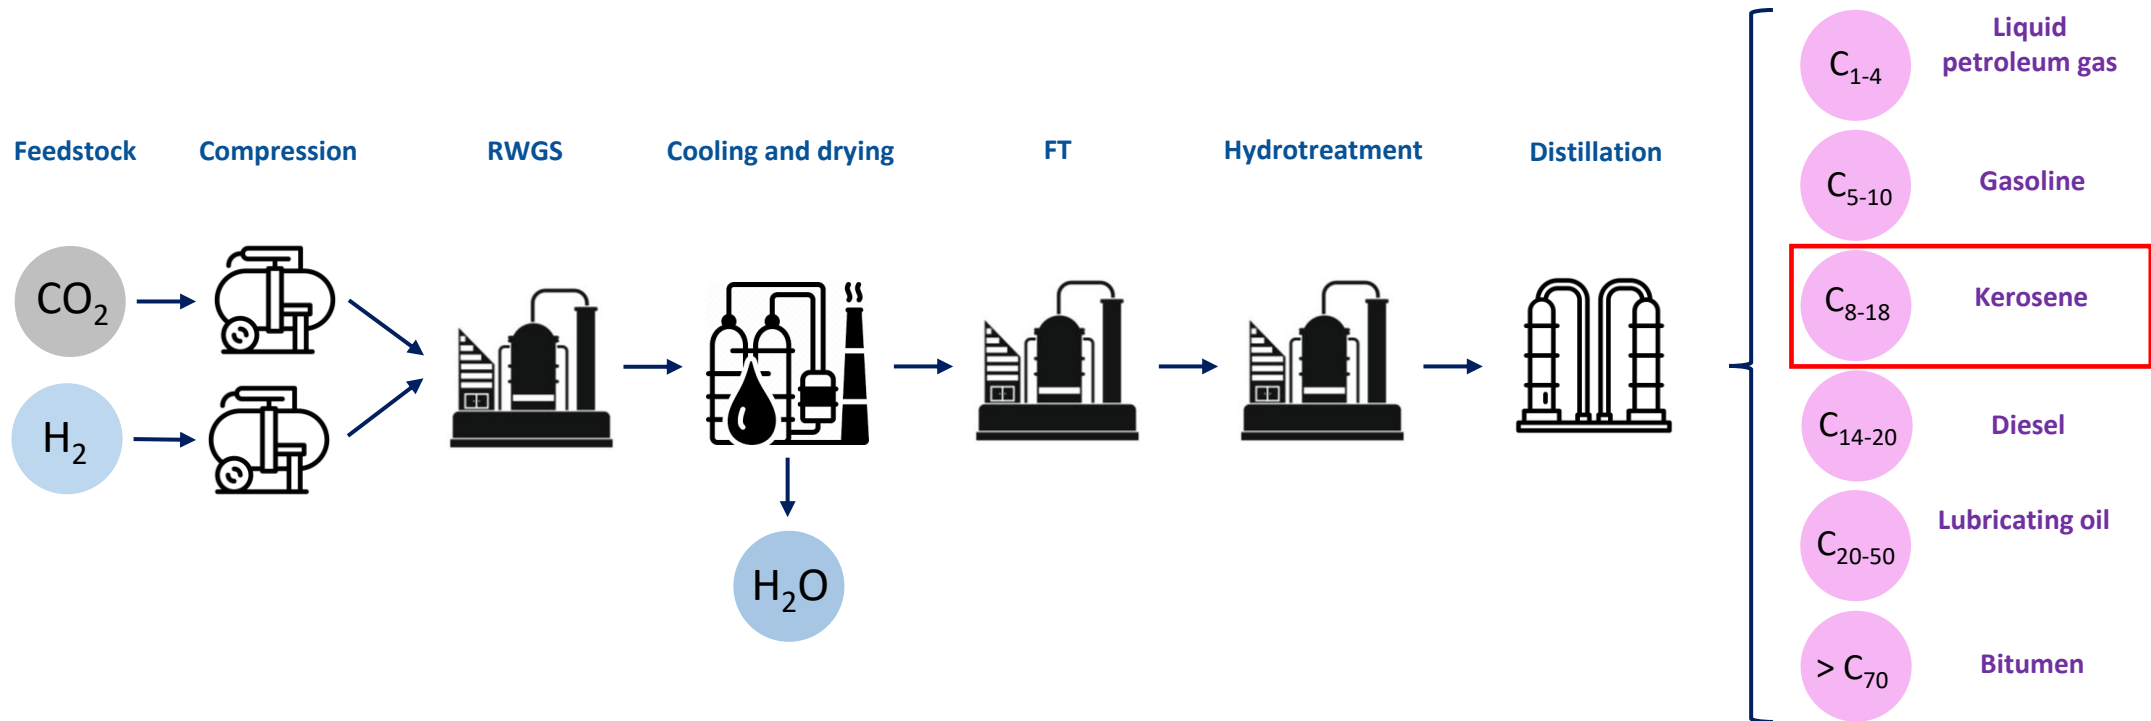 Feedstock
Compression
RWGS
Cooling and drying
FT
Hydrotreatment
Distillation
CO₂
H₂
H₂O
C₁₋₄
Liquid
petroleum gas
C₅₋₁₀
Gasoline
C₈₋₁₈
Kerosene
C₁₄₋₂₀
Diesel
C₂₀₋₅₀
Lubricating oil
> C₇₀
Bitumen